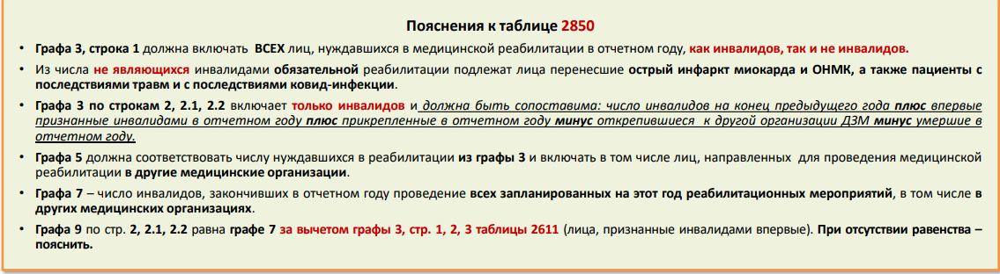 Пояснения к таблице 2850
• Графа 3, строка 1 должна включать ВСЕХ лиц, нуждавшихся в медицинской реабилитации в отчетном году, как инвалидов, так и не инвалидов.
• Из числа не являющихся инвалидами обязательной реабилитации подлежат лица перенесшие острый инфаркт миокарда и ОНМК, а также пациенты с
последствиями травм и с последствиями ковид-инфекции.
• Графа 3 по строкам 2, 2.1, 2.2 включает только инвалидов и должна быть сопоставима: число инвалидов на конец предыдущего года плюс впервые
признанные инвалидами в отчетном году плюс прикрепленные в отчетном году минус открепившиеся к другой организации ДЗМ минус умершие в
отчетном году.
• Графа 5 должна соответствовать числу нуждавшихся в реабилитации из графы 3 и включать в том числе лиц, направленных для проведения медицинской
реабилитации в другие медицинские организации.
• Графа 7 – число инвалидов, закончивших в отчетном году проведение всех запланированных на этот год реабилитационных мероприятий, в том числе в
других медицинских организациях.
• Графа 9 по стр. 2, 2.1, 2.2 равна графе 7 за вычетом графы 3, стр. 1, 2, 3 таблицы 2611 (лица, признанные инвалидами впервые). При отсутствии равенства –
пояснить.